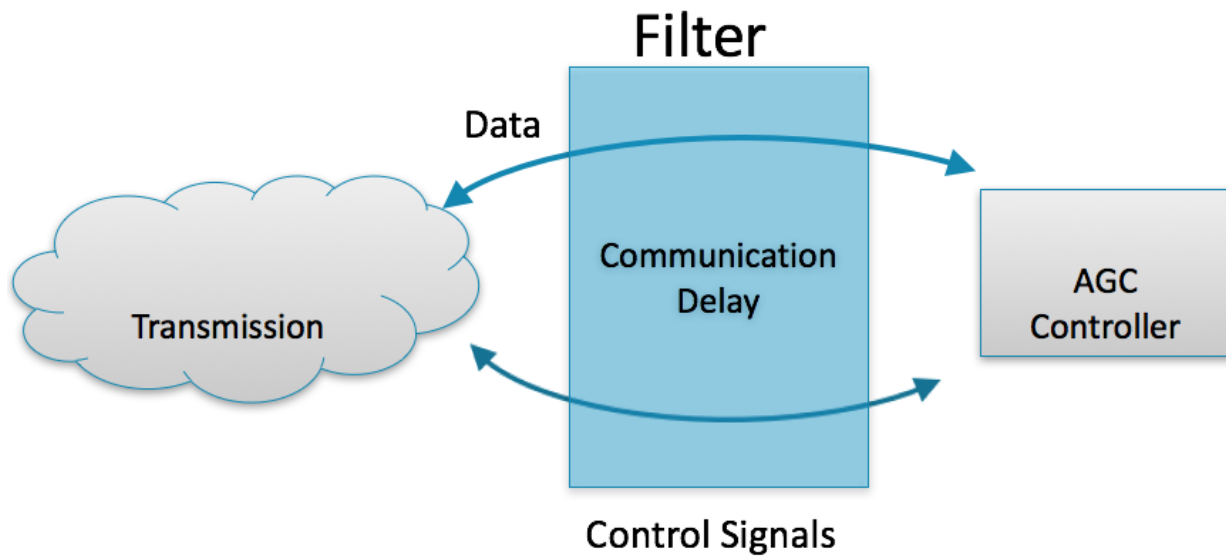 Filter
Data
Communication
Delay
Transmission
AGC
Controller
Control Signals